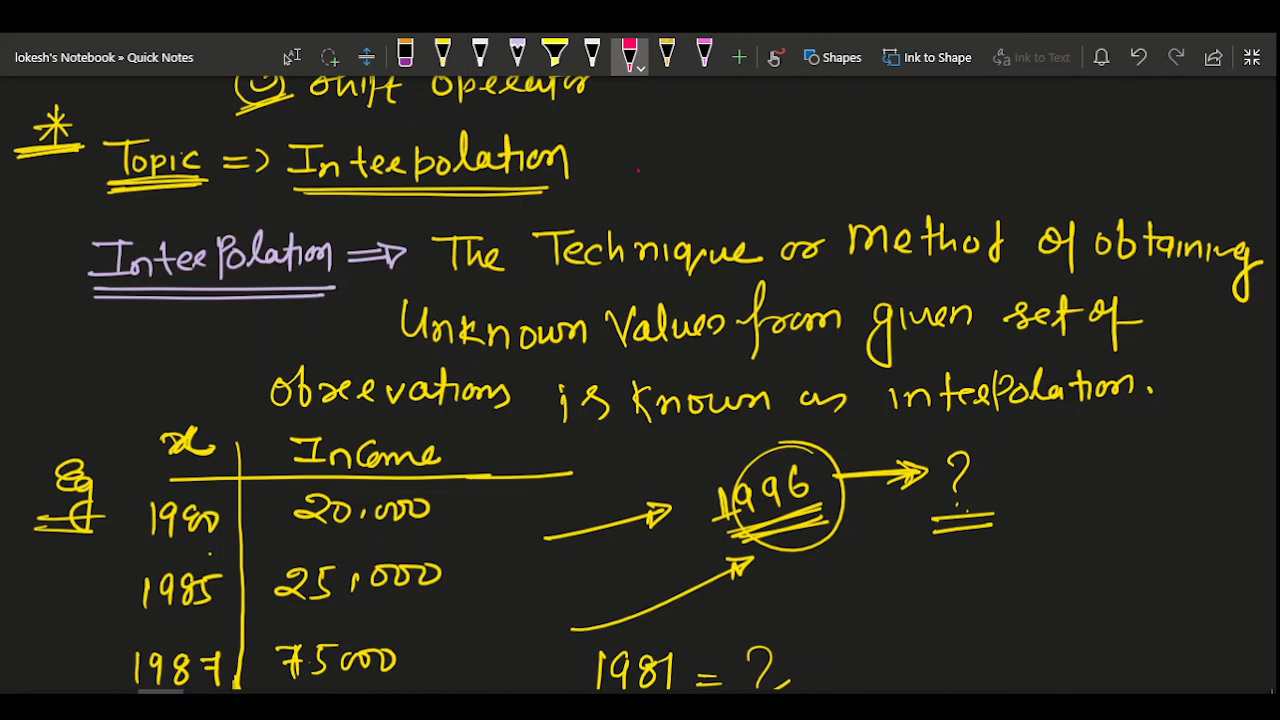 lokesh's Notebook » Quick Notes
Shapes
Ink to Shape
Ink to Text
Shift Operator
Topic => Interpolation
Interpolation => The Technique or Method of obtaining
Unknown Values from given set of
observations is known as interpolation.
Eg
x | Income
1980 | 20,000
1985 | 25,000
1987 | 75000
1996 → ?
1981 = ?